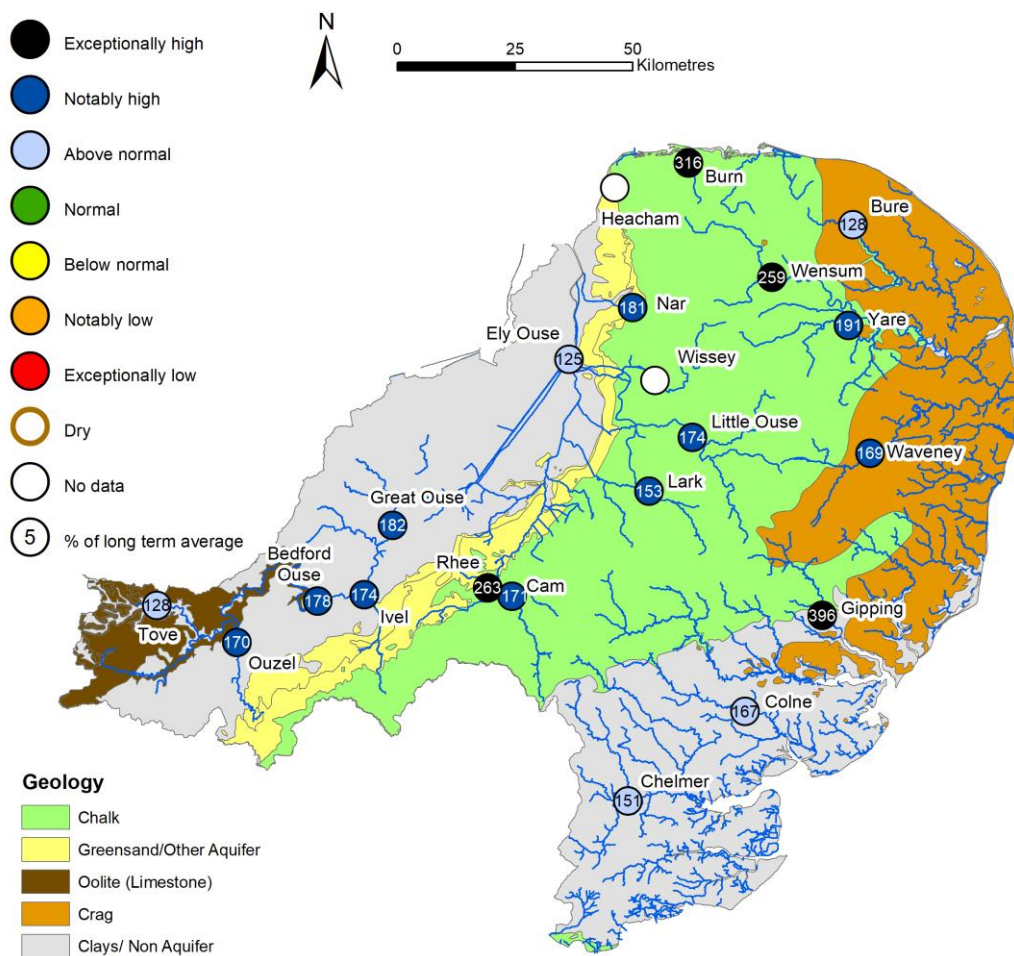 Exceptionally high
Notably high
Above normal
Normal
Below normal
Notably low
Exceptionally low
Dry
No data
5 % of long term average
N
0 25 50
Kilometres
316
Burn
Heacham
Bure
128
Wensum
259
Nar
181
Yare
191
Ely Ouse
125
Wissey
Little Ouse
174
Waveney
169
Lark
153
Great Ouse
182
Bedford
Ouse
178
Rhee
263
Cam
171
174
Ivel
Gipping
396
128
Tove
170
Ouzel
Colne
167
Chelmer
151
Geology
Chalk
Greensand/Other Aquifer
Oolite (Limestone)
Crag
Clays/ Non Aquifer